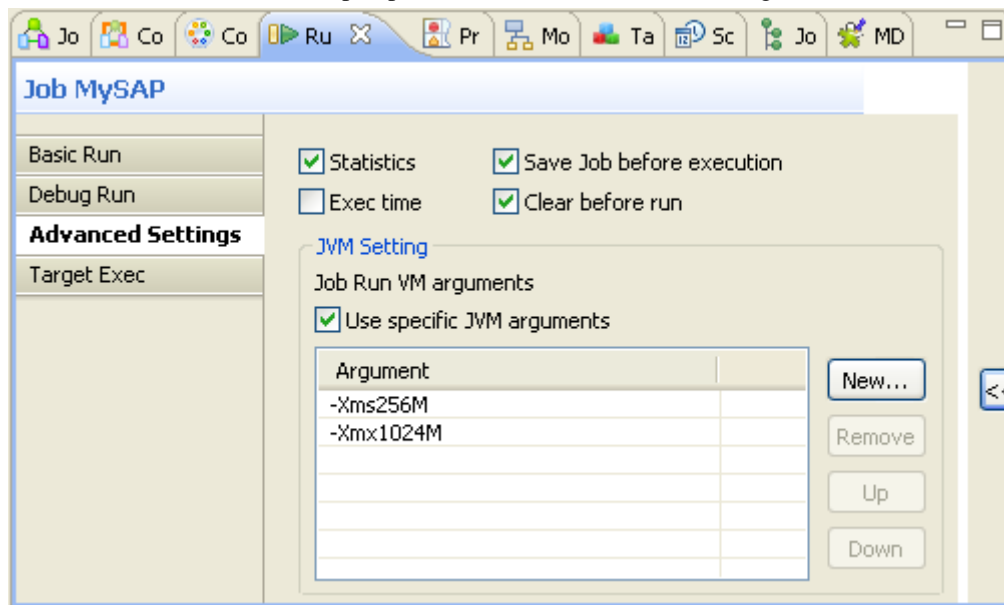 Jo Co Co Ru Pr Mo Ta Sc Jo MD
Job MySAP
Basic Run
Debug Run
Advanced Settings
Target Exec
Statistics Save Job before execution
Exec time Clear before run
JVM Setting
Job Run VM arguments
Use specific JVM arguments
Argument
-Xms256M
-Xmx1024M
New...
Remove
Up
Down